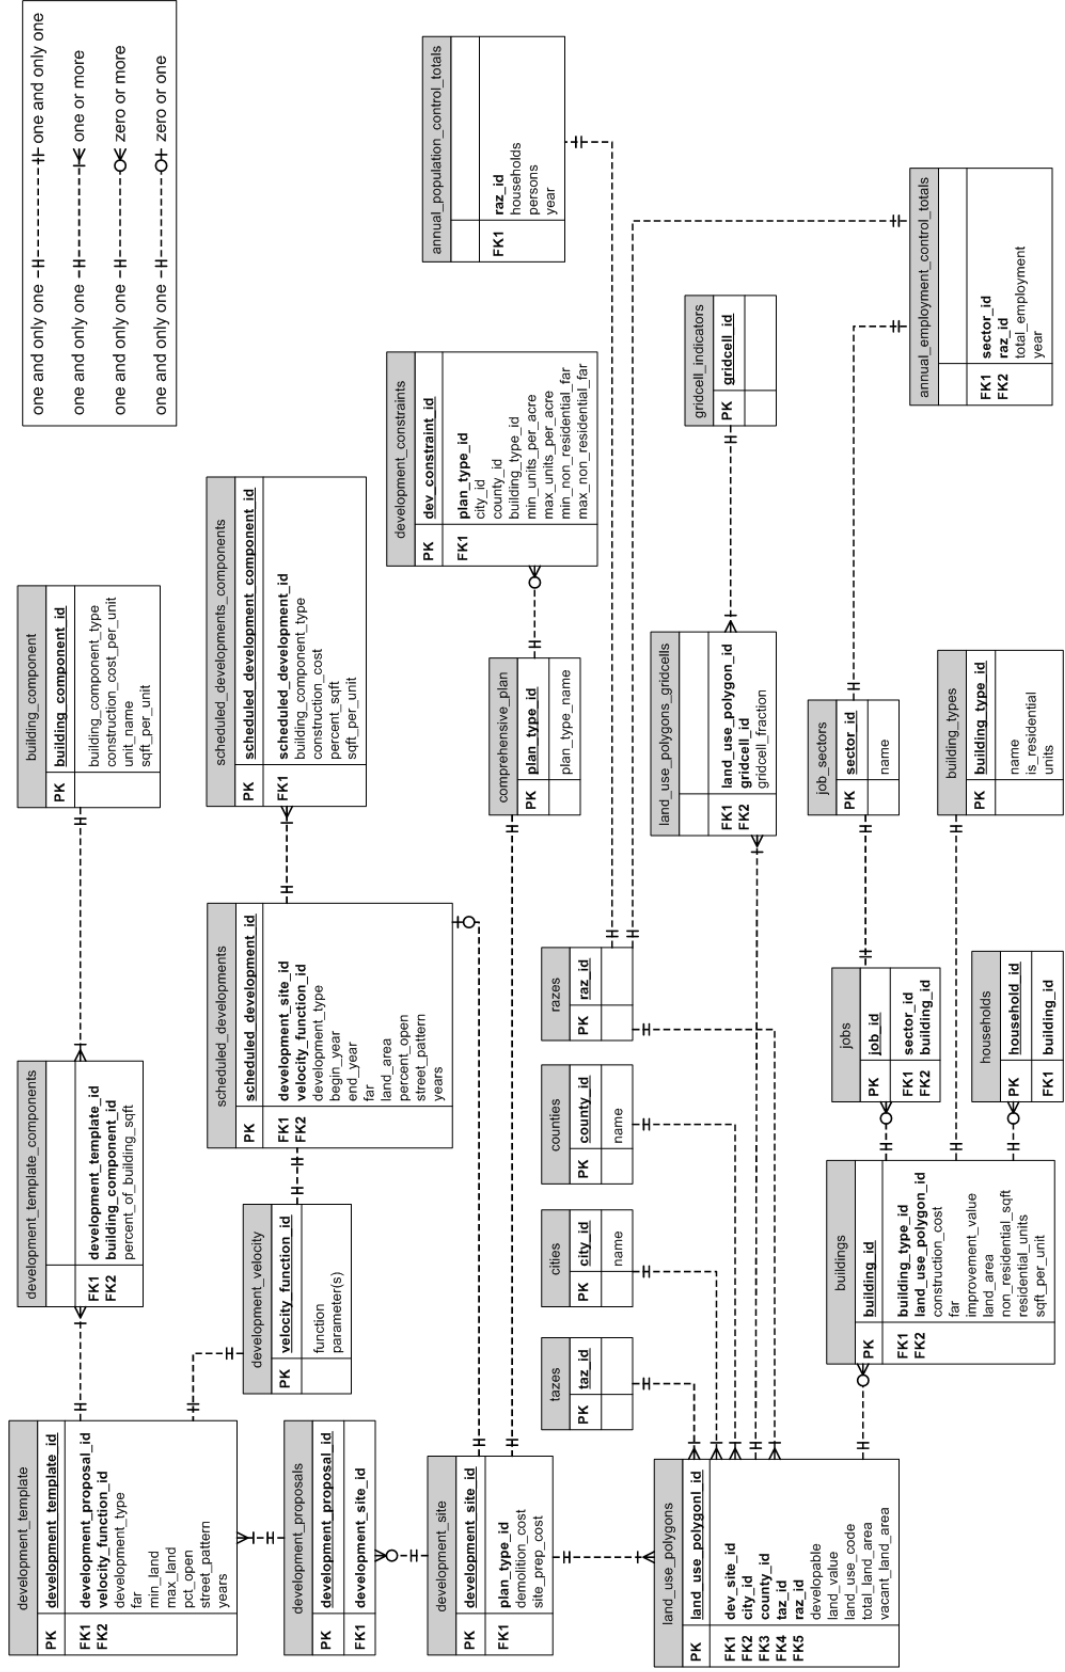 one and only one
one and only one
one and only one
one or more
one and only one
zero or more
one and only one
zero or one
building_component
PK building_component_id
building_component_type
construction_cost_per_unit
unit_name
sqft_per_unit
development_template_components
FK1 development_template_id
FK2 building_component_id
percent_of_building_sqft
development_template
PK development_template_id
FK1 development_proposal_id
FK2 velocity_function_id
development_type
far
min_land
max_land
pct_open
street_pattern
years
scheduled_developments_components
PK scheduled_development_component_id
FK1 scheduled_development_id
building_component_type
construction_cost
percent_sqft
sqft_per_unit
scheduled_developments
PK scheduled_development_id
FK1 development_site_id
FK2 velocity_function_id
development_type
begin_year
end_year
far
land_area
percent_open
street_pattern
years
development_velocity
PK velocity_function_id
function
parameter(s)
development_proposals
PK development_proposal_id
FK1 development_site_id
annual_population_control_totals
FK1 raz_id
households
persons
year
development_constraints
PK dev_constraint_id
FK1 plan_type_id
city_id
county_id
building_type_id
min_units_per_acre
max_units_per_acre
min_non_residential_far
max_non_residential_far
comprehensive_plan
PK plan_type_id
plan_type_name
development_site
PK development_site_id
FK1 plan_type_id
demolition_cost
site_prep_cost
razes
PK raz_id
counties
PK county_id
name
cities
PK city_id
name
tazes
PK taz_id
gridcell_indicators
PK gridcell_id
land_use_polygons_gridcells
FK1 land_use_polygon_id
FK2 gridcell_id
gridcell_fraction
land_use_polygons
PK land_use_polygonl_id
FK1 dev_site_id
FK2 city_id
FK3 county_id
FK4 taz_id
FK5 raz_id
developable
land_value
land_use_code
total_land_area
vacant_land_area
annual_employment_control_totals
FK1 sector_id
FK2 raz_id
total_employment
year
job_sectors
PK sector_id
name
building_types
PK building_type_id
name
is_residential
units
jobs
PK job_id
FK1 sector_id
FK2 building_id
households
PK household_id
FK1 building_id
buildings
PK building_id
FK1 building_type_id
FK2 land_use_polygon_id
construction_cost
far
improvement_value
land_area
non_residential_sqft
residential_units
sqft_per_unit